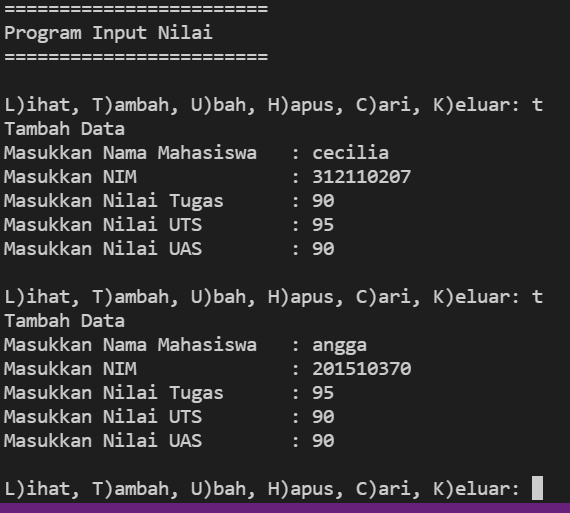 ========================
Program Input Nilai
========================
L)ihat, T)ambah, U)bah, H)apus, C)ari, K)eluar: t
Tambah Data
Masukkan Nama Mahasiswa   : cecilia
Masukkan NIM              : 312110207
Masukkan Nilai Tugas      : 90
Masukkan Nilai UTS        : 95
Masukkan Nilai UAS        : 90
L)ihat, T)ambah, U)bah, H)apus, C)ari, K)eluar: t
Tambah Data
Masukkan Nama Mahasiswa   : angga
Masukkan NIM              : 201510370
Masukkan Nilai Tugas      : 95
Masukkan Nilai UTS        : 90
Masukkan Nilai UAS        : 90
L)ihat, T)ambah, U)bah, H)apus, C)ari, K)eluar: